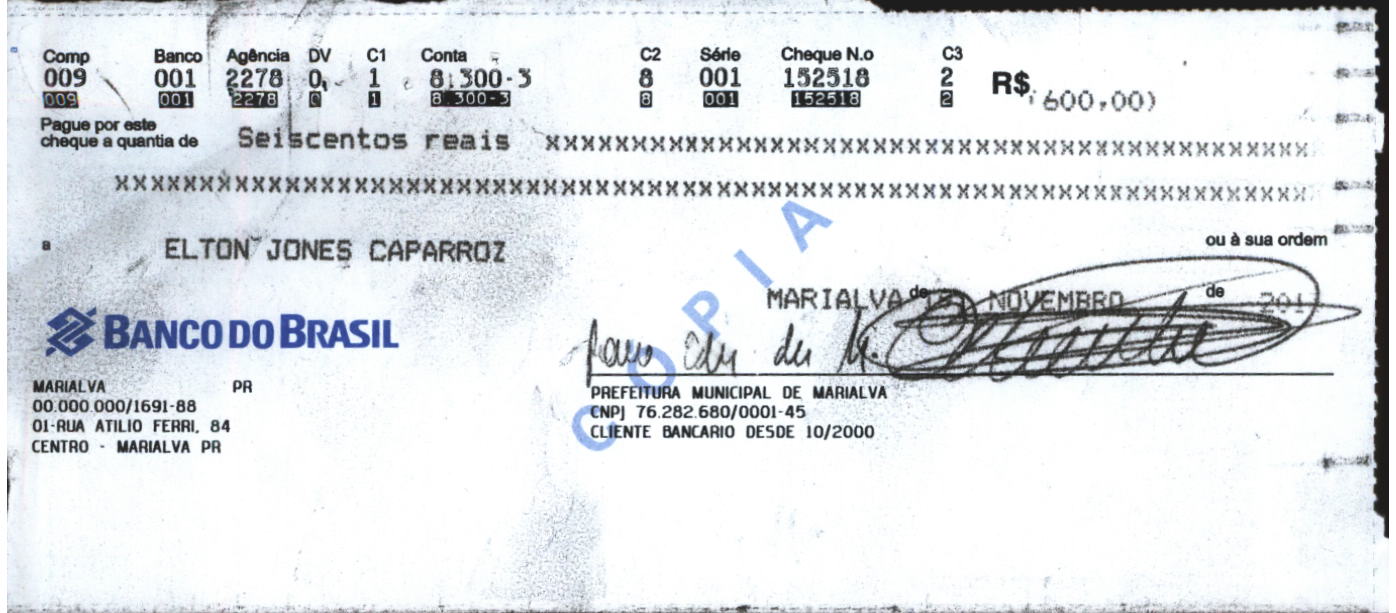 Comp Banco Agência DV C1 Conta C2 Série Cheque N.o C3
009 001 2278 0 1 8.300-3 8 001 152518 2 R$ 600,00)
009 001 2278 0 1 8.300-3 8 001 152518 2
Pague por este
cheque a quantia de Seiscentos reais xxxxxxxxxxxxxxxxxxxxxxxxxxxxxxxxxxxxxxxxxxxxx
xxxxxxxxxxxxxxxxxxxxxxxxxxxxxxxxxxxxxxxxxxxxxxxxxxxxxxxxxxxxxxxxxxxxx
a ELTON JONES CAPARROZ
ou à sua ordem
MARIALVA de NOVEMBRO de 201
BANCO DO BRASIL
COPIA
MARIALVA PR
00.000.000/1691-88
01-RUA ATILIO FERRI, 84
CENTRO - MARIALVA PR
PREFEITURA MUNICIPAL DE MARIALVA
CNPJ 76.282.680/0001-45
CLIENTE BANCARIO DESDE 10/2000